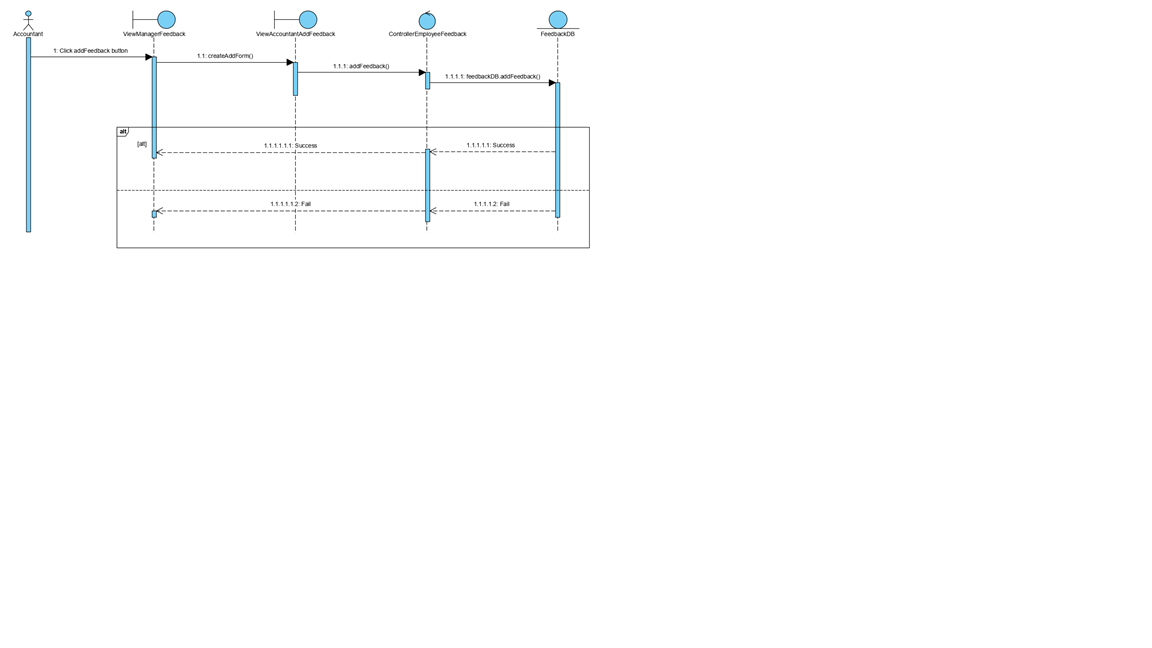 Accountant
ViewManagerFeedback
ViewAccountantAddFeedback
ControllerEmployeeFeedback
FeedbackDB
1: Click addFeedback button
1.1: createAddForm()
1.1.1: addFeedback()
1.1.1.1: feedbackDB.addFeedback()
alt
[alt]
1.1.1.1.1.1: Success
1.1.1.1.1: Success
1.1.1.1.1.2: Fail
1.1.1.1.2: Fail